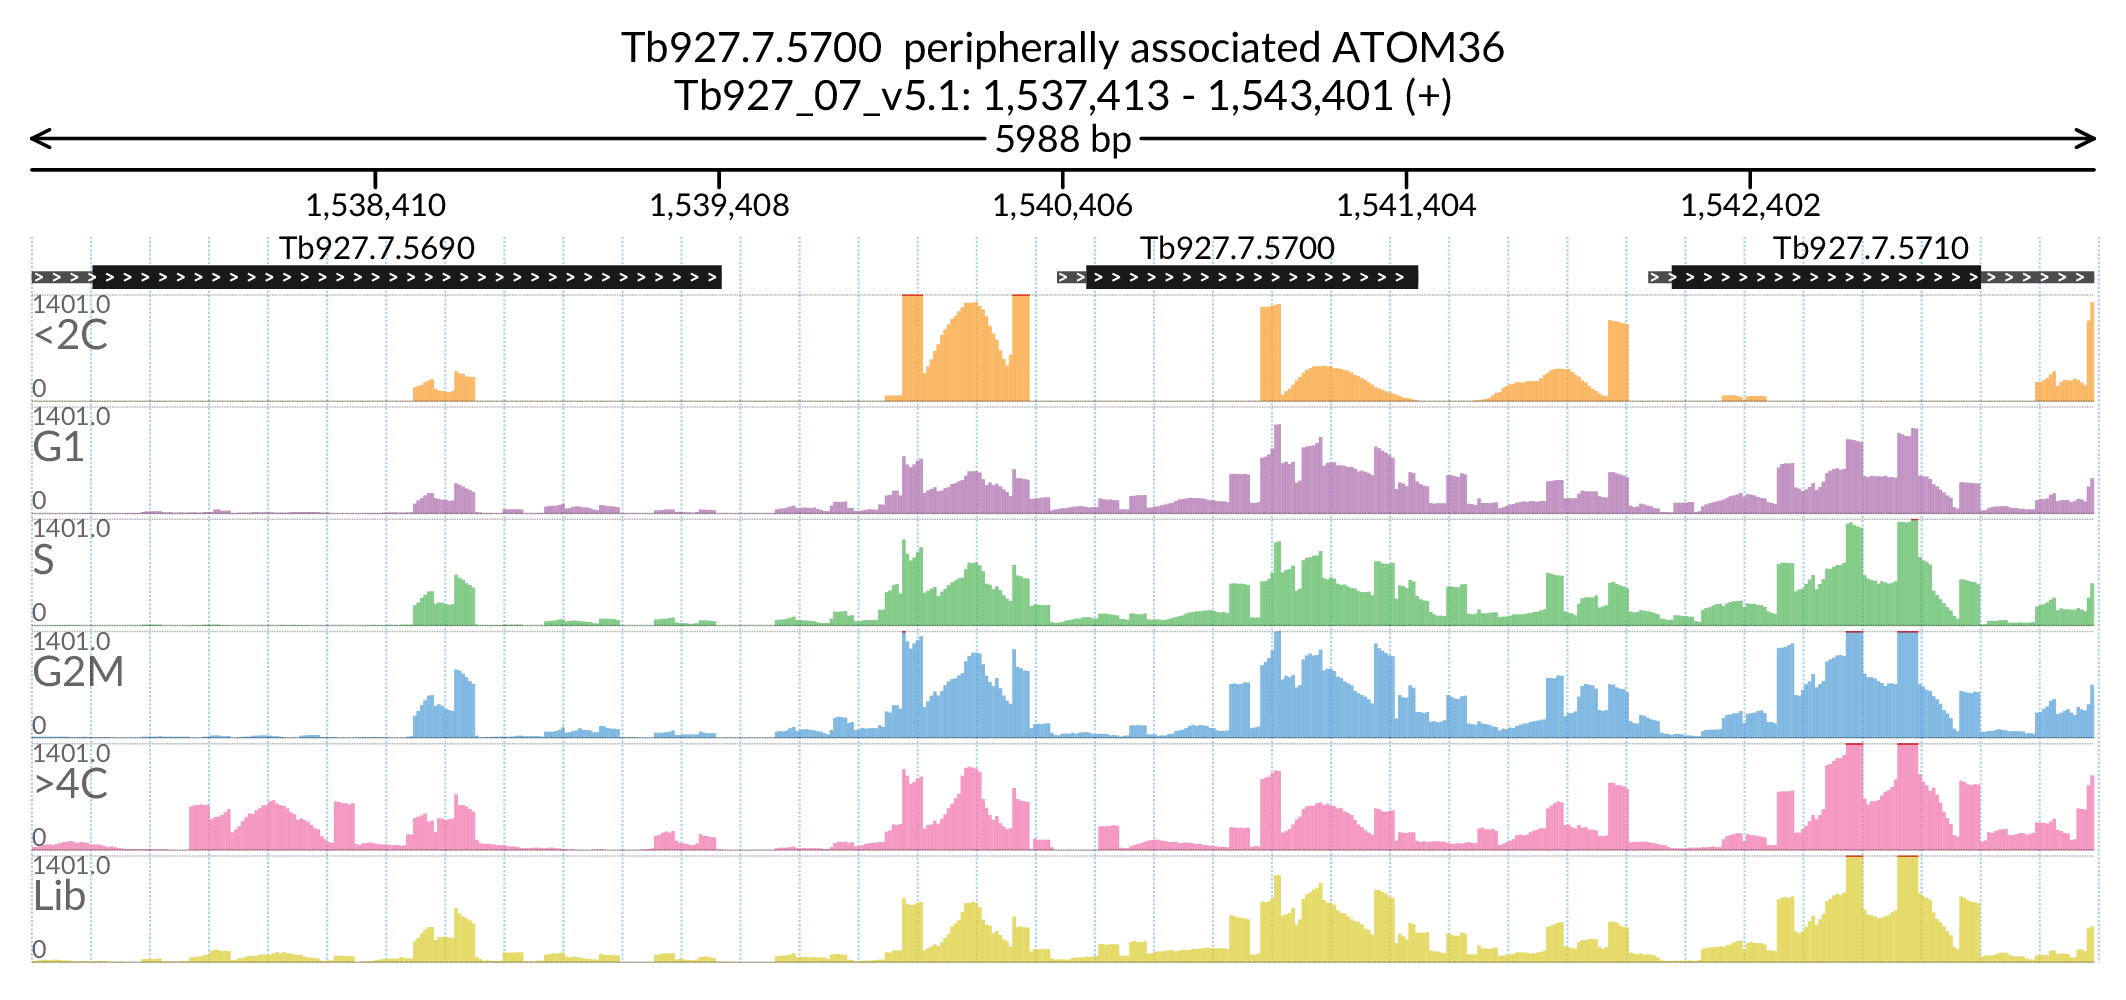 Tb927.7.5700  peripherally associated ATOM36
Tb927_07_v5.1: 1,537,413 - 1,543,401 (+)
5988 bp
1,538,410 1,539,408 1,540,406 1,541,404 1,542,402
Tb927.7.5690 Tb927.7.5700 Tb927.7.5710
1401.0
<2C
0
1401.0
G1
0
1401.0
S
0
1401.0
G2M
0
1401.0
>4C
0
1401.0
Lib
0